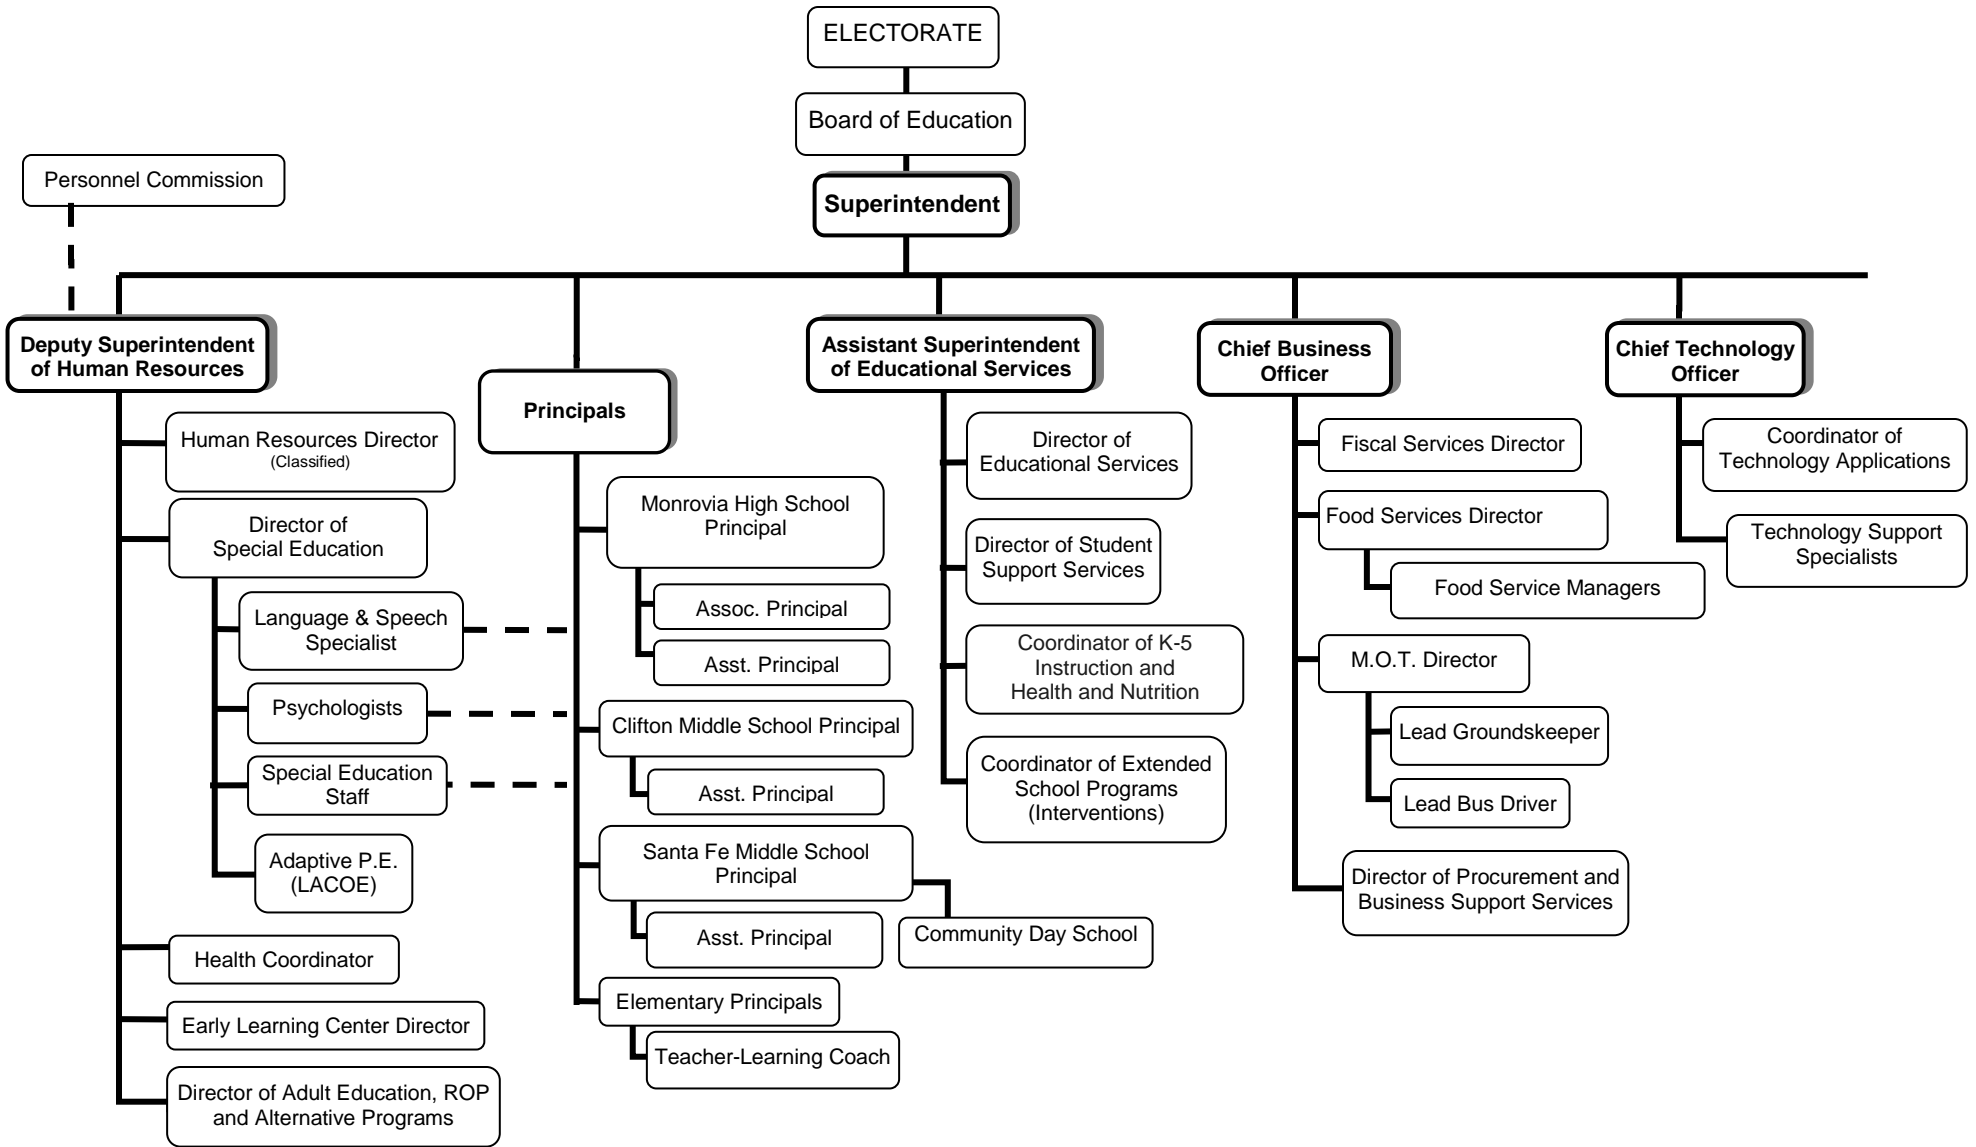 ELECTORATE
Board of Education
Personnel Commission
Superintendent
Deputy Superintendent
of Human Resources
Human Resources Director
(Classified)
Director of
Special Education
Language & Speech
Specialist
Psychologists
Special Education
Staff
Adaptive P.E.
(LACOE)
Health Coordinator
Early Learning Center Director
Director of Adult Education, ROP
and Alternative Programs
Principals
Monrovia High School
Principal
Assoc. Principal
Asst. Principal
Clifton Middle School Principal
Asst. Principal
Santa Fe Middle School
Principal
Asst. Principal
Community Day School
Elementary Principals
Teacher-Learning Coach
Assistant Superintendent
of Educational Services
Director of
Educational Services
Director of Student
Support Services
Coordinator of K-5
Instruction and
Health and Nutrition
Coordinator of Extended
School Programs
(Interventions)
Chief Business
Officer
Fiscal Services Director
Food Services Director
Food Service Managers
M.O.T. Director
Lead Groundskeeper
Lead Bus Driver
Director of Procurement and
Business Support Services
Chief Technology
Officer
Coordinator of
Technology Applications
Technology Support
Specialists